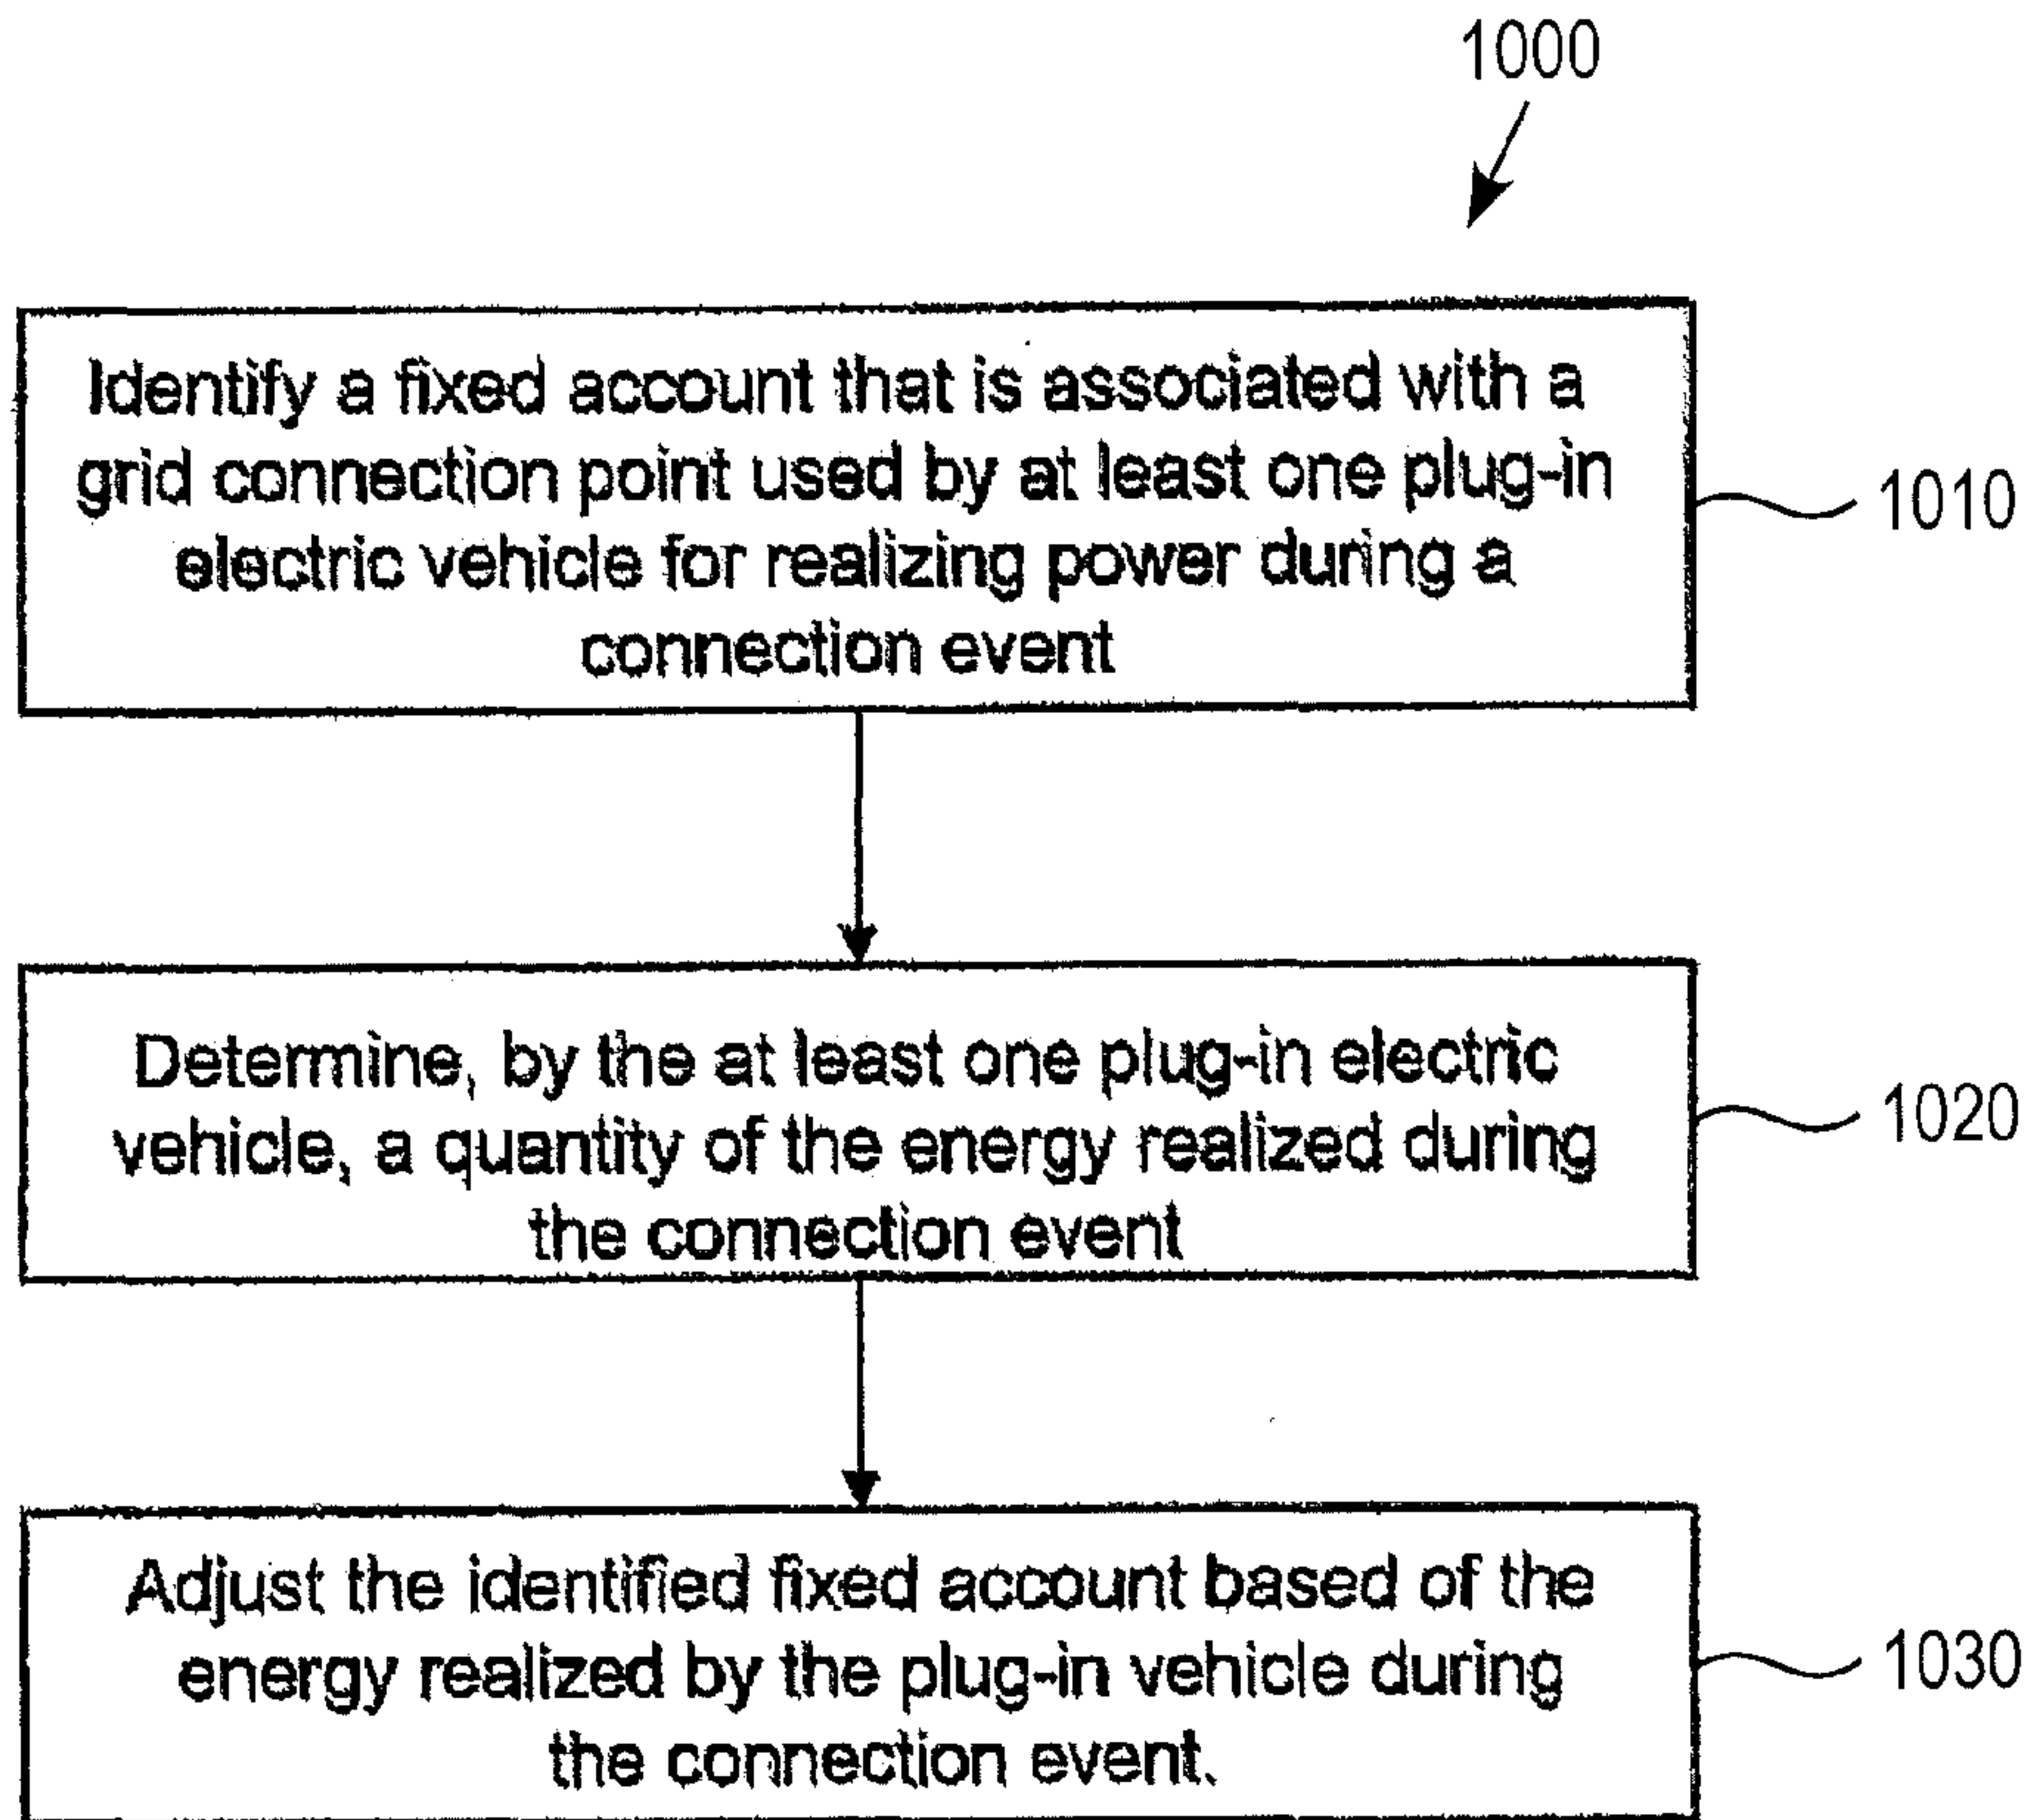 1000
Identify a fixed account that is associated with a
grid connection point used by at least one plug-in
electric vehicle for realizing power during a
connection event
1010
Determine, by the at least one plug-in electric
vehicle, a quantity of the energy realized during
the connection event
1020
Adjust the identified fixed account based of the
energy realized by the plug-in vehicle during
the connection event.
1030